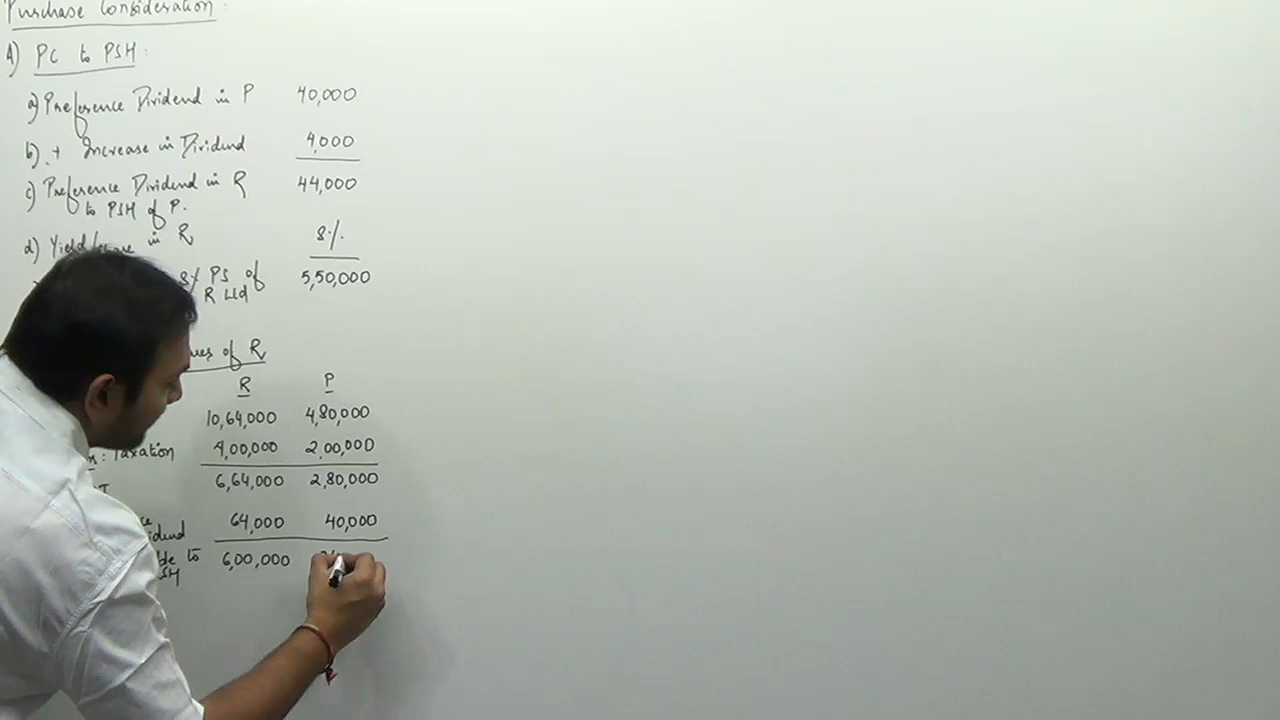 Purchase Consideration :
A) PC to PSH :
a) Preference Dividend in P 40,000
b) + Increase in Dividend 4,000
c) Preference Dividend in R 44,000
to PSH of P.
d) in R 8%
8% PS of 5,50,000
R Ltd
of R
R P
10,64,000 4,80,000
: Taxation 4,00,000 2,00,000
6,64,000 2,80,000
64,000 40,000
to 6,00,000